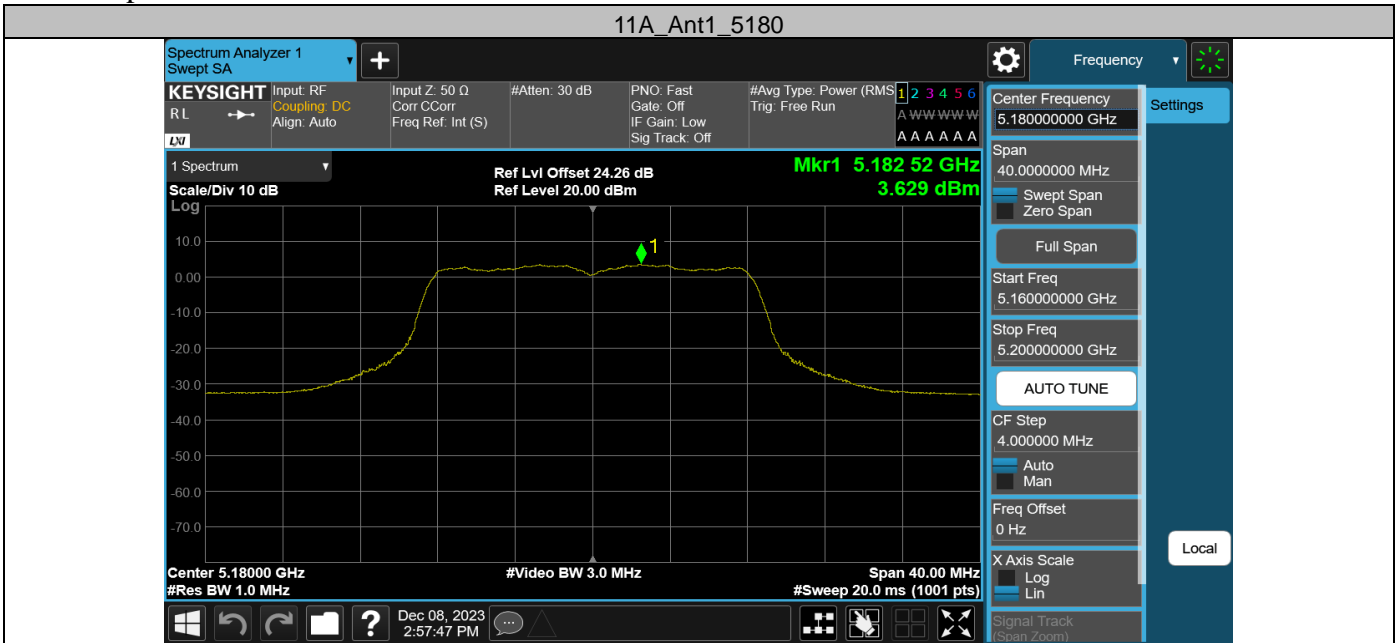 11A_Ant1_5180
Spectrum Analyzer 1
Swept SA
Frequency
KEYSIGHT
RL
LXI
Input: RF
Coupling: DC
Align: Auto
Input Z: 50 Ω
Corr CCorr
Freq Ref: Int (S)
#Atten: 30 dB
PNO: Fast
Gate: Off
IF Gain: Low
Sig Track: Off
#Avg Type: Power (RMS
Trig: Free Run
1 2 3 4 5 6
A W W W W W
A A A A A A
1 Spectrum
Scale/Div 10 dB
Log
Ref Lvl Offset 24.26 dB
Ref Level 20.00 dBm
Mkr1 5.182 52 GHz
3.629 dBm
10.0
0.00
-10.0
-20.0
-30.0
-40.0
-50.0
-60.0
-70.0
1
Center 5.18000 GHz
#Res BW 1.0 MHz
#Video BW 3.0 MHz
Span 40.00 MHz
#Sweep 20.0 ms (1001 pts)
?
Dec 08, 2023
2:57:47 PM
Center Frequency
5.180000000 GHz
Settings
Span
40.0000000 MHz
Swept Span
Zero Span
Full Span
Start Freq
5.160000000 GHz
Stop Freq
5.200000000 GHz
AUTO TUNE
CF Step
4.000000 MHz
Auto
Man
Freq Offset
0 Hz
X Axis Scale
Log
Lin
Local
Signal Track
(Span Zoom)